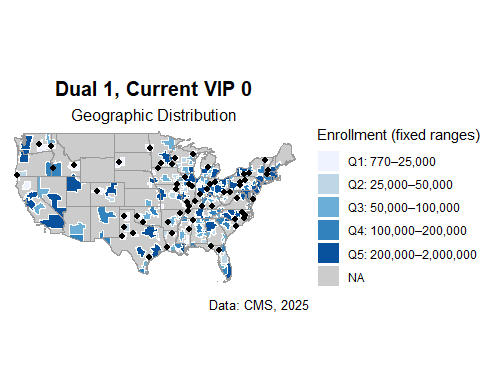 Dual 1, Current VIP 0
Geographic Distribution
Enrollment (fixed ranges)
Q1: 770–25,000
Q2: 25,000–50,000
Q3: 50,000–100,000
Q4: 100,000–200,000
Q5: 200,000–2,000,000
NA
Data: CMS, 2025